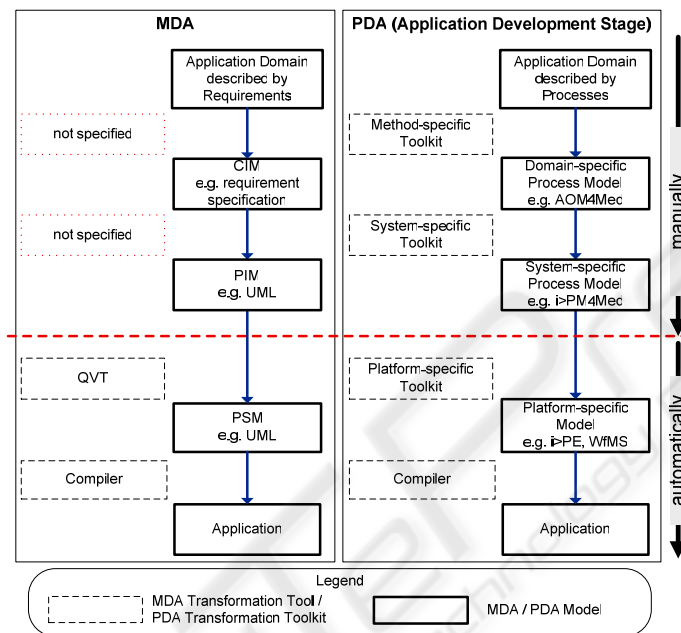 MDA
Application Domain
described by
Requirements
not specified
CIM
e.g. requirement
specification
not specified
PIM
e.g. UML
QVT
PSM
e.g. UML
Compiler
Application
PDA (Application Development Stage)
Application Domain
described by
Processes
Method-specific
Toolkit
Domain-specific
Process Model
e.g. AOM4Med
System-specific
Toolkit
System-specific
Process Model
e.g. i>PM4Med
Platform-specific
Toolkit
Platform-specific
Model
e.g. i>PE, WfMS
Compiler
Application
manually
automatically
Legend
MDA Transformation Tool /
PDA Transformation Toolkit
MDA / PDA Model